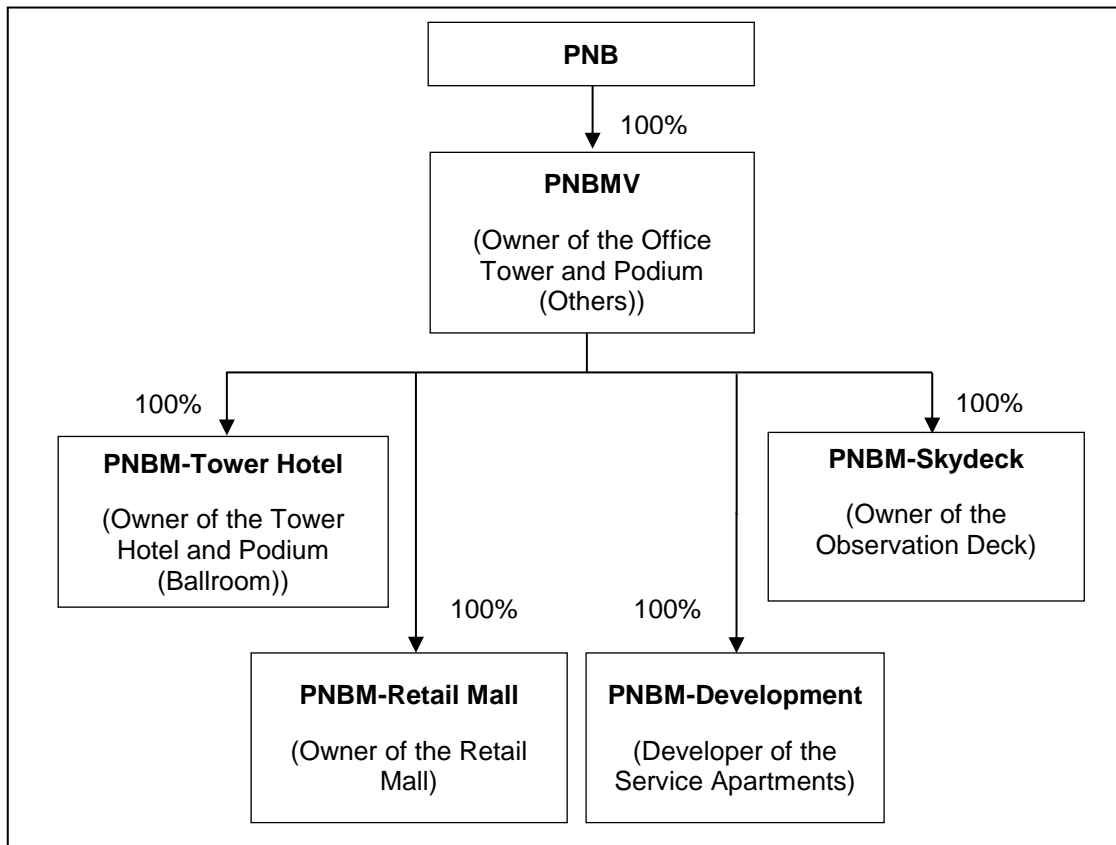 PNB
100%
PNBMV
(Owner of the Office
Tower and Podium
(Others))
100%
PNBM-Tower Hotel
(Owner of the Tower
Hotel and Podium
(Ballroom))
100%
PNBM-Skydeck
(Owner of the
Observation Deck)
100%
PNBM-Retail Mall
(Owner of the Retail
Mall)
100%
PNBM-Development
(Developer of the
Service Apartments)